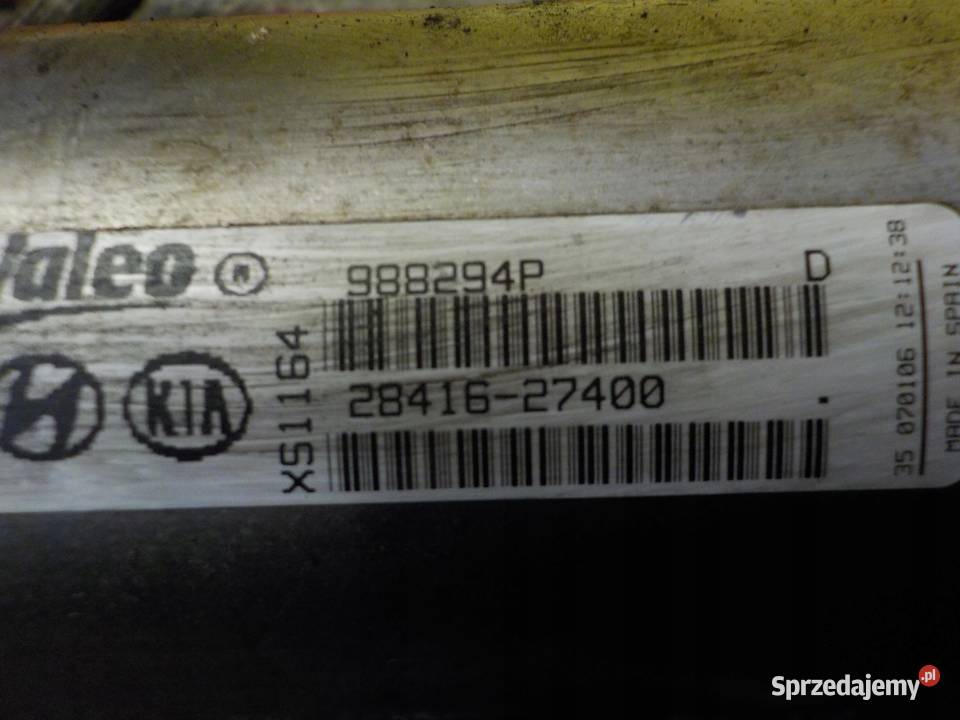 Valeo ® 988294P D
XS1164
KIA
28416-27400 .
35 070106 12:12:38
MADE IN SPAIN
Sprzedajemy.pl